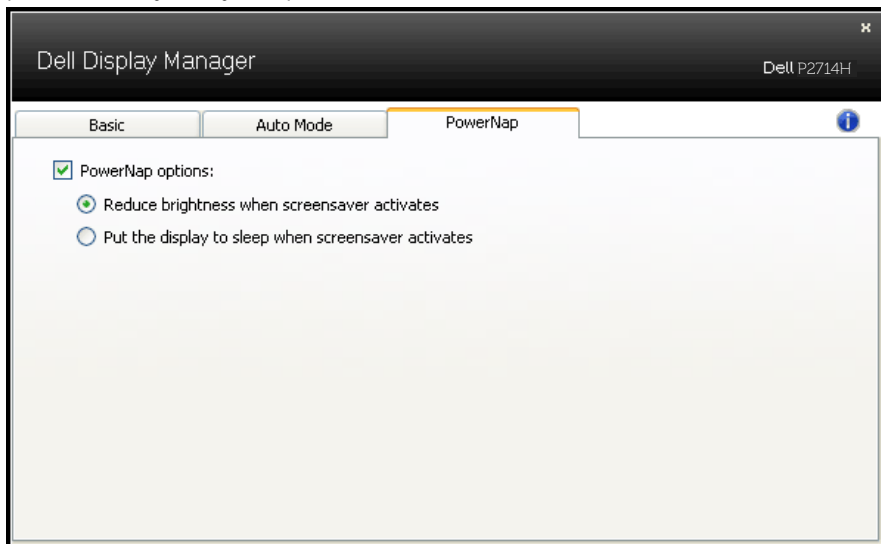 Dell Display Manager
Dell P2714H
Basic Auto Mode PowerNap
PowerNap options:
Reduce brightness when screensaver activates
Put the display to sleep when screensaver activates